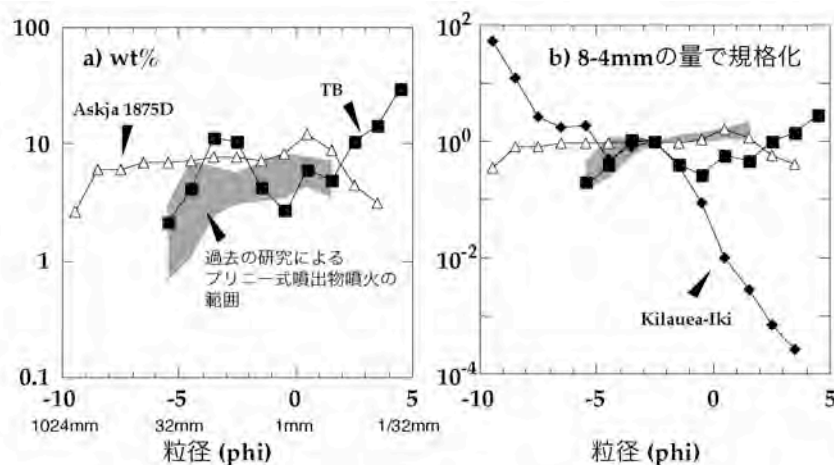 a) wt%
b) 8-4mmの量で規格化
TB
Askja 1875D
過去の研究による
プリニー式噴出物噴火の
範囲
Kilauea-Iki
100
10
1
0.1
10²
10⁰
10⁻²
10⁻⁴
-10
-5
0
5
-10
-5
0
5
1024mm
32mm
1mm
1/32mm
粒径 (phi)
粒径 (phi)